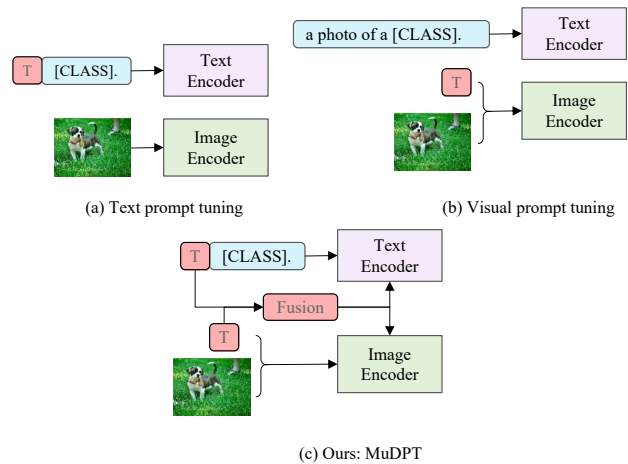 T [CLASS].
Text
Encoder
Image
Encoder
(a) Text prompt tuning
a photo of a [CLASS].
Text
Encoder
T
Image
Encoder
(b) Visual prompt tuning
T [CLASS].
Text
Encoder
Fusion
T
Image
Encoder
(c) Ours: MuDPT